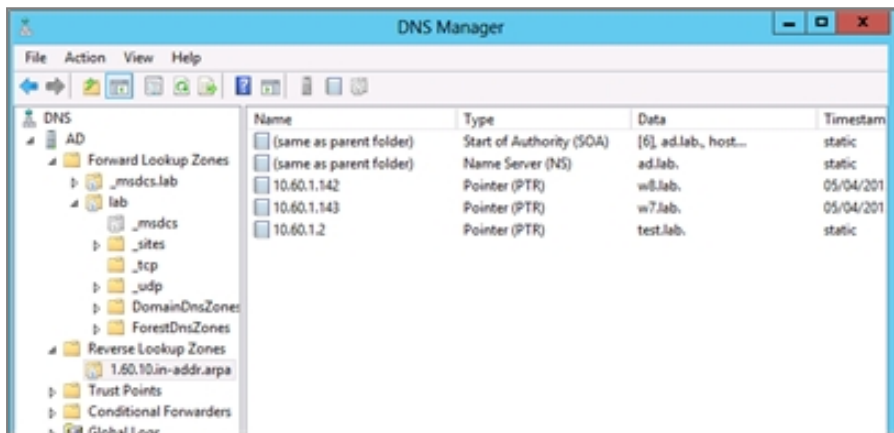 DNS Manager
File Action View Help
DNS
AD
Forward Lookup Zones
_msdcs.lab
lab
_msdcs
_sites
_tcp
_udp
DomainDnsZones
ForestDnsZones
Reverse Lookup Zones
1.60.10.in-addr.arpa
Trust Points
Conditional Forwarders
Global Logs
Name Type Data Timestam
(same as parent folder) Start of Authority (SOA) [6], ad.lab., host... static
(same as parent folder) Name Server (NS) ad.lab. static
10.60.1.142 Pointer (PTR) w8.lab. 05/04/201
10.60.1.143 Pointer (PTR) w7.lab. 05/04/201
10.60.1.2 Pointer (PTR) test.lab. static